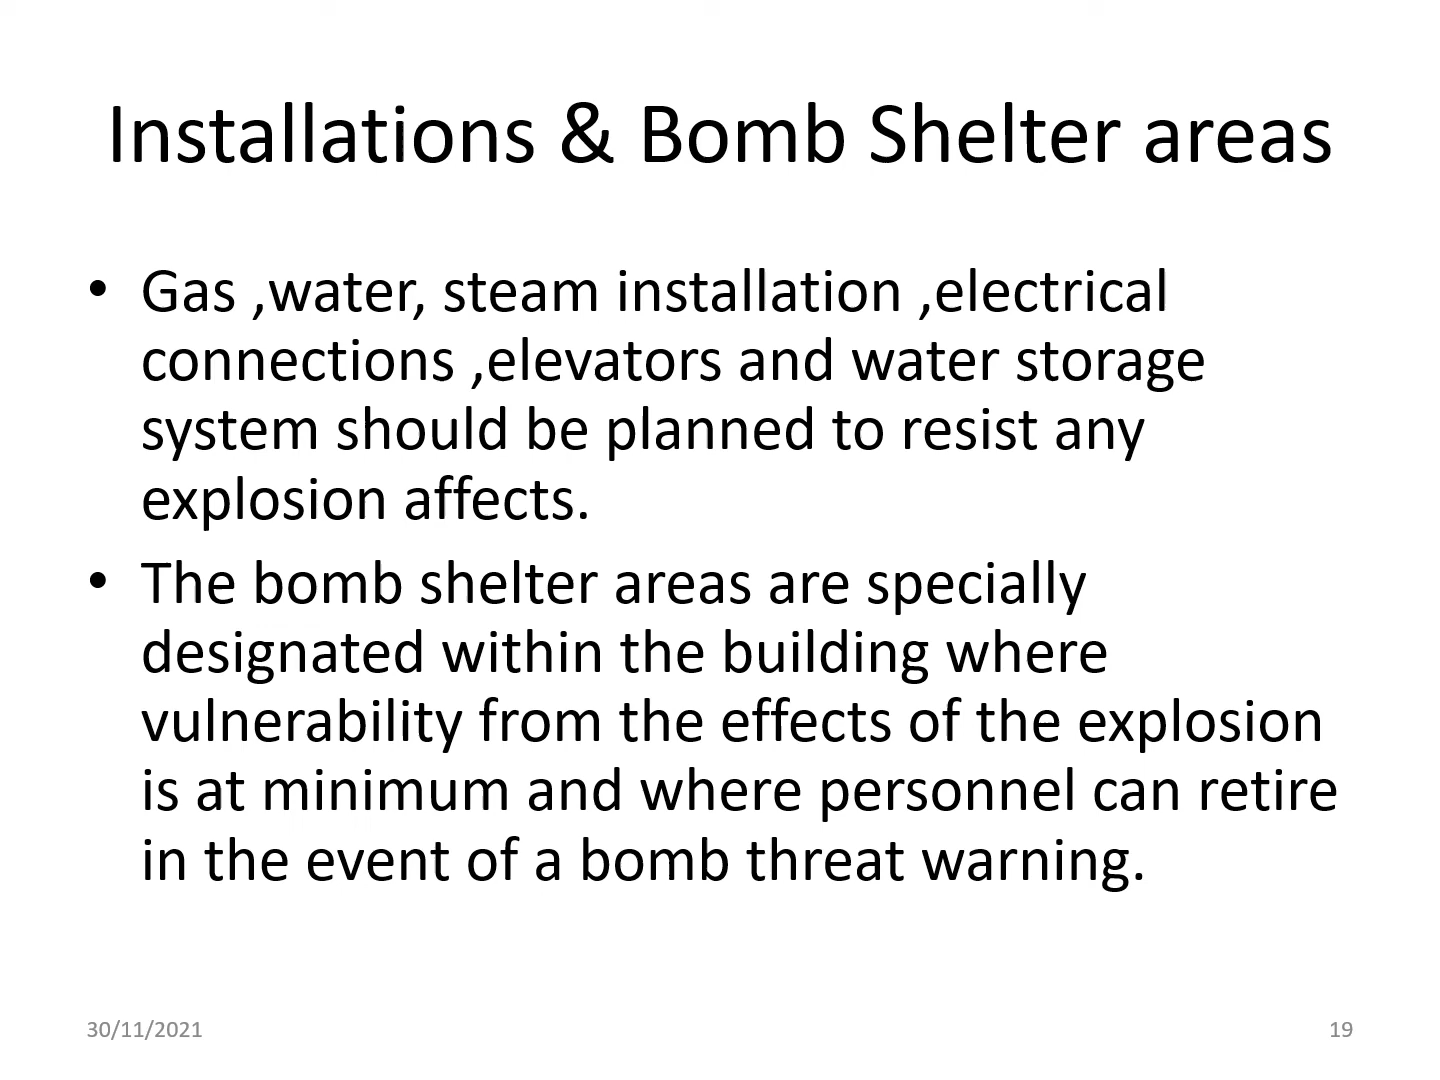 Installations & Bomb Shelter areas
• Gas ,water, steam installation ,electrical
connections ,elevators and water storage
system should be planned to resist any
explosion affects.
• The bomb shelter areas are specially
designated within the building where
vulnerability from the effects of the explosion
is at minimum and where personnel can retire
in the event of a bomb threat warning.
30/11/2021
19